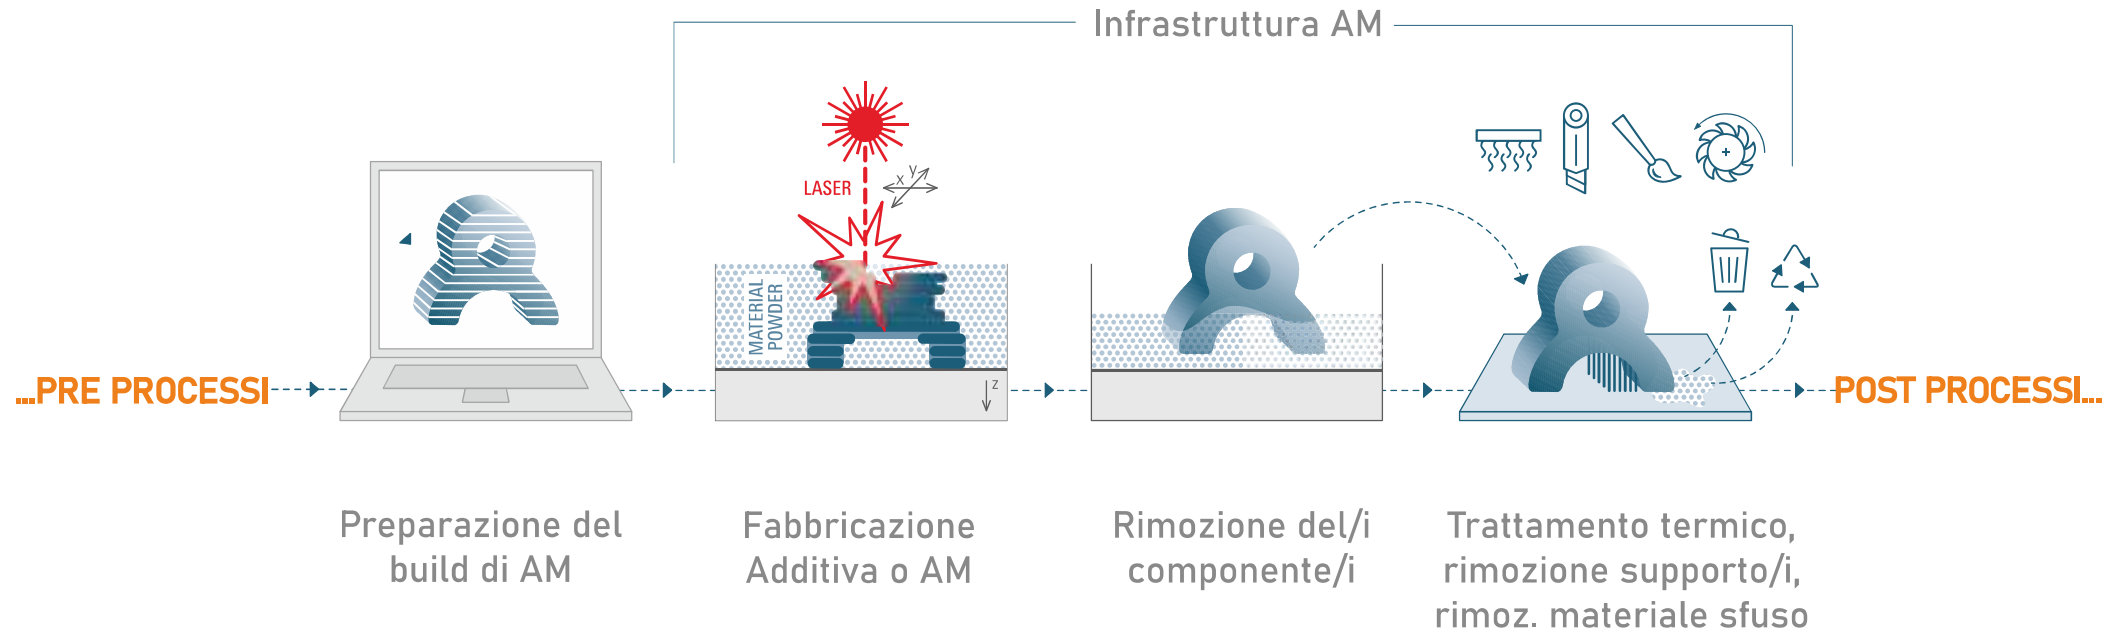 Infrastruttura AM
LASER
x
y
MATERIAL
POWDER
z
...PRE PROCESSI
POST PROCESSI...
Preparazione del
build di AM
Fabbricazione
Additiva o AM
Rimozione del/i
componente/i
Trattamento termico,
rimozione supporto/i,
rimoz. materiale sfuso